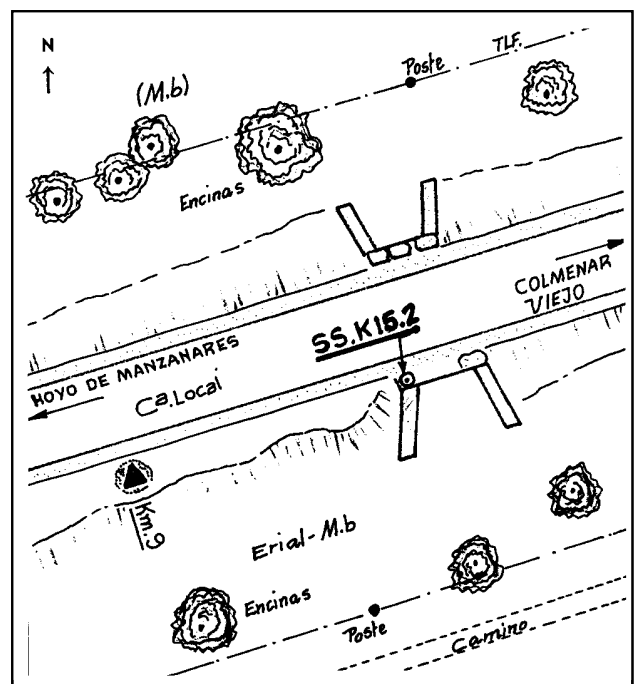 N
TLF.
Poste
(M.b)
Encinas
COLMENAR
VIEJO
SS.K15.2
HOYO DE MANZANARES
Ca.Local
Km.9
Erial-M.b
Encinas
Poste
Camino